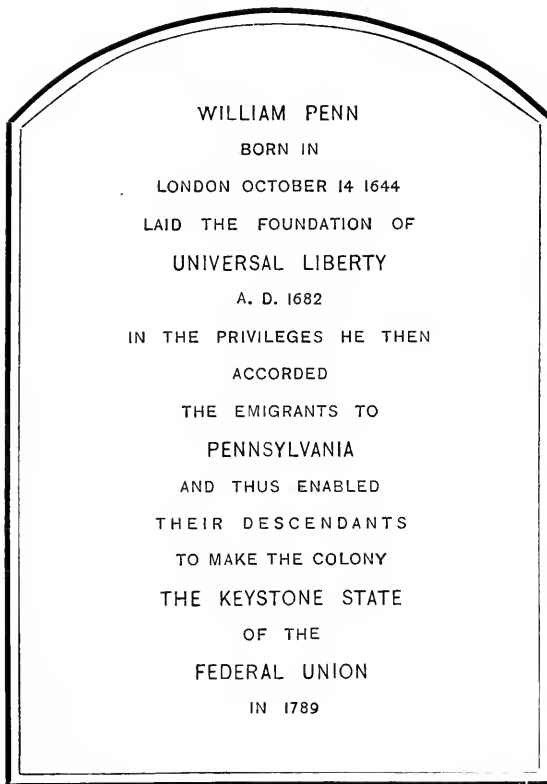 WILLIAM PENN
BORN IN
LONDON OCTOBER 14 1644
LAID THE FOUNDATION OF
UNIVERSAL LIBERTY
A. D. 1682
IN THE PRIVILEGES HE THEN
ACCORDED
THE EMIGRANTS TO
PENNSYLVANIA
AND THUS ENABLED
THEIR DESCENDANTS
TO MAKE THE COLONY
THE KEYSTONE STATE
OF THE
FEDERAL UNION
IN 1789